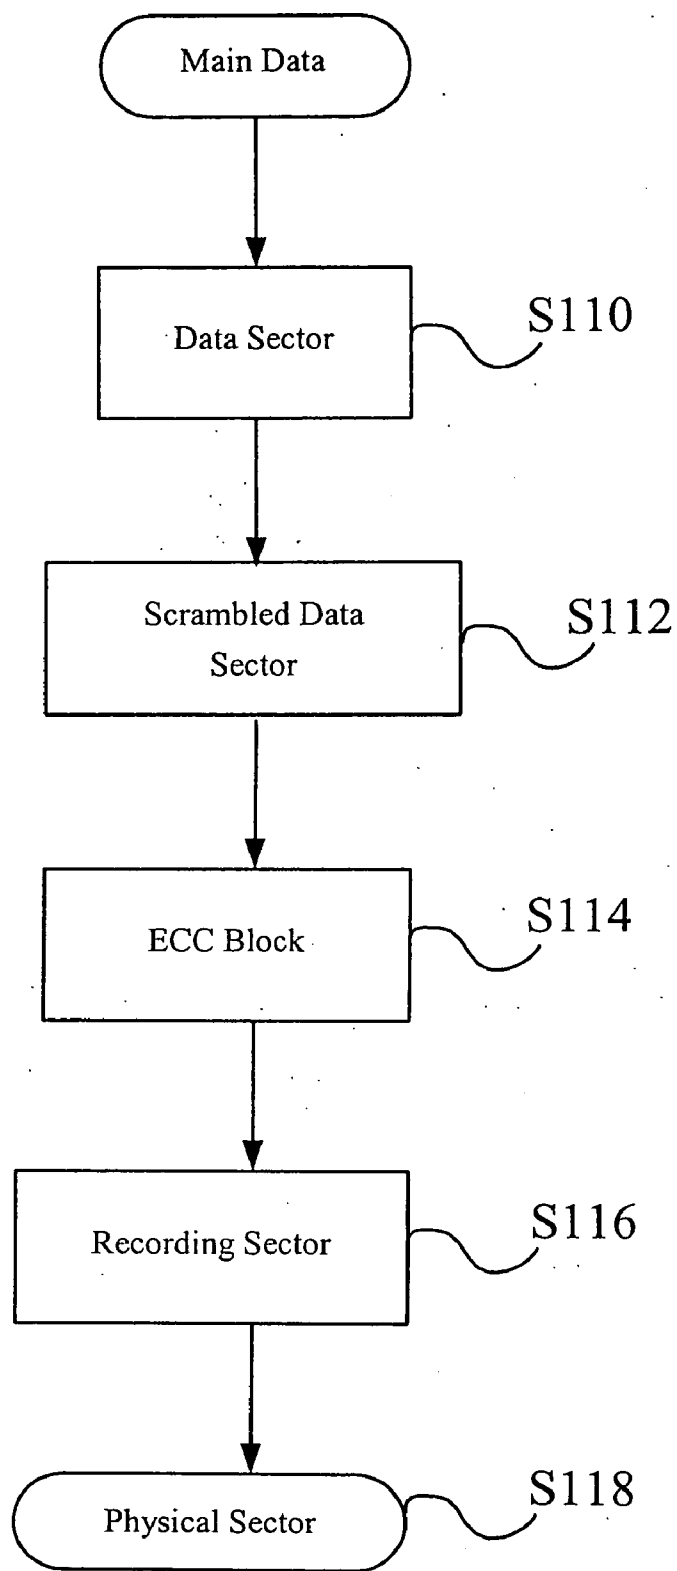 Main Data
Data Sector
S110
Scrambled Data
Sector
S112
ECC Block
S114
Recording Sector
S116
Physical Sector
S118